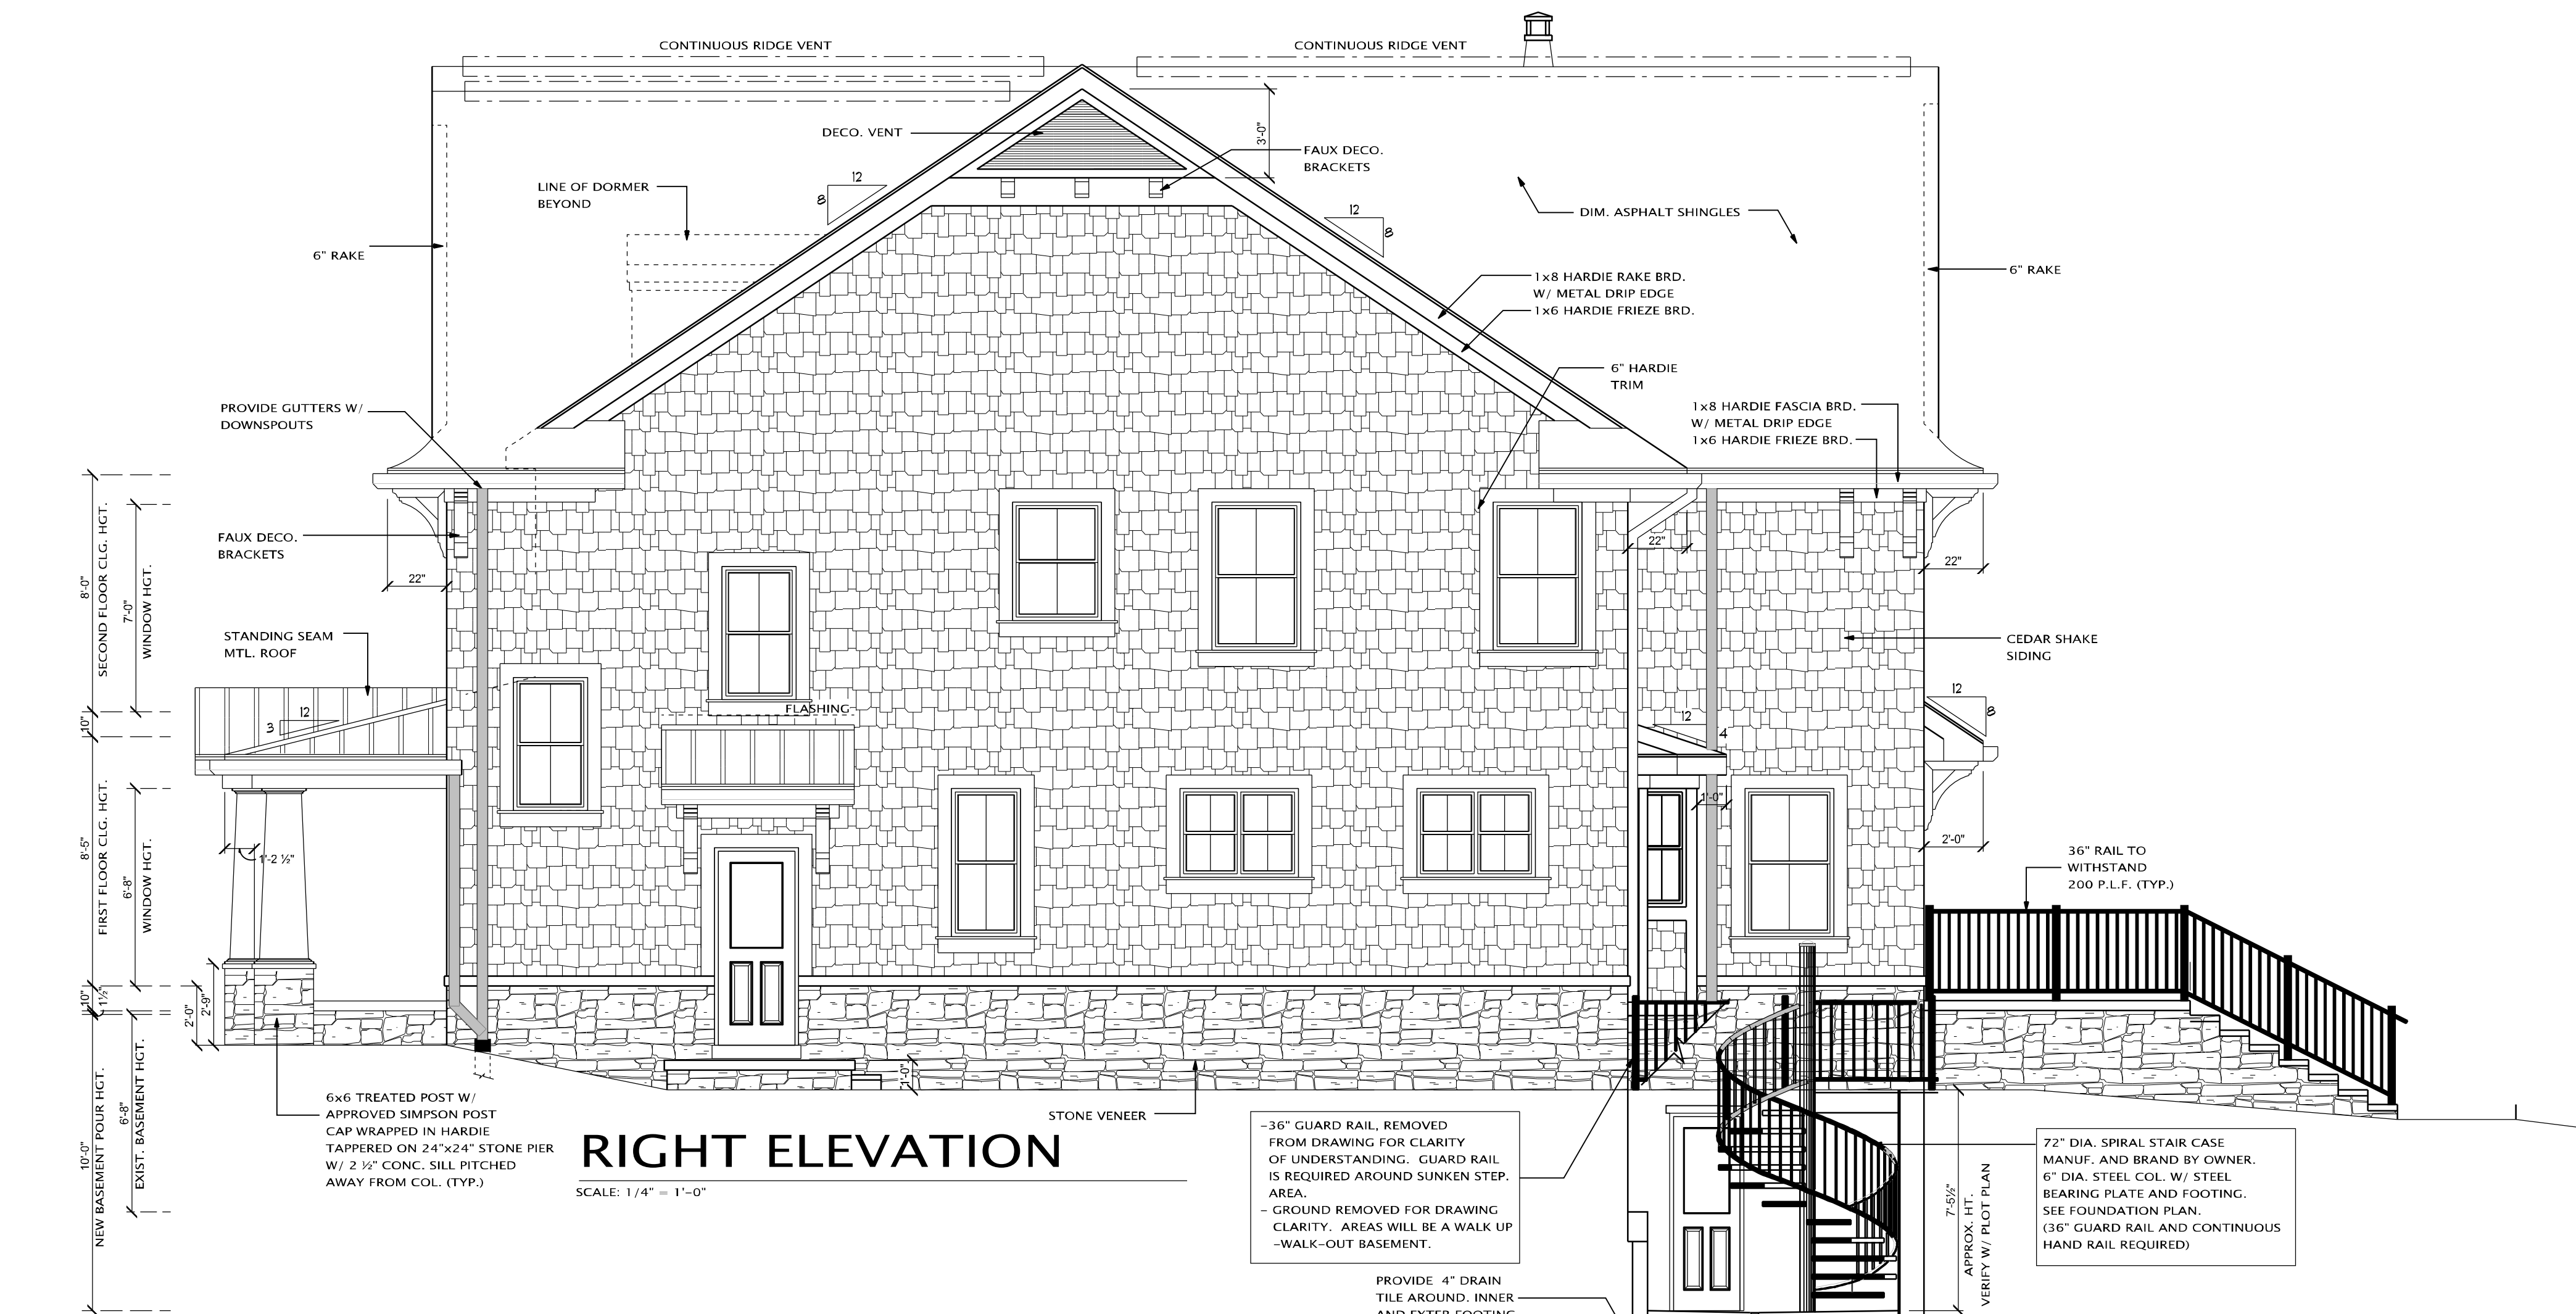 CONTINUOUS RIDGE VENT
CONTINUOUS RIDGE VENT
DECO. VENT
3'-0"
FAUX DECO.
BRACKETS
12
8
LINE OF DORMER
BEYOND
12
8
DIM. ASPHALT SHINGLES
6" RAKE
6" RAKE
1x8 HARDIE RAKE BRD.
W/ METAL DRIP EDGE
1x6 HARDIE FRIEZE BRD.
6" HARDIE
TRIM
PROVIDE GUTTERS W/
DOWNSPOUTS
1x8 HARDIE FASCIA BRD.
W/ METAL DRIP EDGE
1x6 HARDIE FRIEZE BRD.
FAUX DECO.
BRACKETS
22"
22"
22"
8'-0"
SECOND FLOOR CLG. HGT.
7'-0"
WINDOW HGT.
STANDING SEAM
MTL. ROOF
CEDAR SHAKE
SIDING
12
3
FLASHING
12
4
12
8
10"
8'-5"
FIRST FLOOR CLG. HGT.
6'-8"
WINDOW HGT.
1'-2 ½"
1'-0"
2'-0"
36" RAIL TO
WITHSTAND
200 P.L.F. (TYP.)
10"
1½"
2'-0"
2'-9"
1'-0"
10'-0"
NEW BASEMENT POUR HGT.
6'-8"
EXIST. BASEMENT HGT.
6x6 TREATED POST W/
APPROVED SIMPSON POST
CAP WRAPPED IN HARDIE
TAPPERED ON 24"x24" STONE PIER
W/ 2 ½" CONC. SILL PITCHED
AWAY FROM COL. (TYP.)
STONE VENEER
RIGHT ELEVATION
SCALE: 1/4" = 1'-0"
-36" GUARD RAIL, REMOVED
FROM DRAWING FOR CLARITY
OF UNDERSTANDING. GUARD RAIL
IS REQUIRED AROUND SUNKEN STEP.
AREA.
- GROUND REMOVED FOR DRAWING
CLARITY. AREAS WILL BE A WALK UP
-WALK-OUT BASEMENT.
7'-5½"
APPROX. HT.
VERIFY W/ PLOT PLAN
72" DIA. SPIRAL STAIR CASE
MANUF. AND BRAND BY OWNER.
6" DIA. STEEL COL. W/ STEEL
BEARING PLATE AND FOOTING.
SEE FOUNDATION PLAN.
(36" GUARD RAIL AND CONTINUOUS
HAND RAIL REQUIRED)
PROVIDE 4" DRAIN
TILE AROUND. INNER
AND EXTER FOOTING